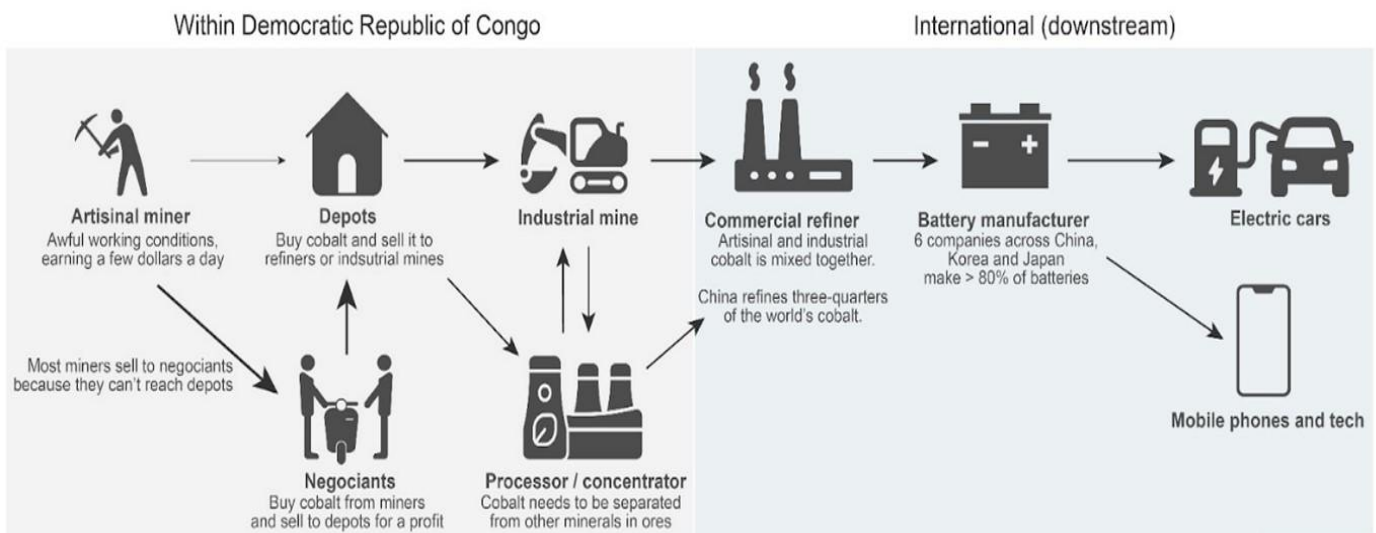 Within Democratic Republic of Congo
International (downstream)
Artisinal miner
Awful working conditions,
earning a few dollars a day
Depots
Buy cobalt and sell it to
refiners or indsutrial mines
Industrial mine
Commercial refiner
Artisinal and industrial
cobalt is mixed together.
China refines three-quarters
of the world's cobalt.
Battery manufacturer
6 companies across China,
Korea and Japan
make > 80% of batteries
Electric cars
Most miners sell to negociants
because they can't reach depots
Negociants
Buy cobalt from miners
and sell to depots for a profit
Processor / concentrator
Cobalt needs to be separated
from other minerals in ores
Mobile phones and tech